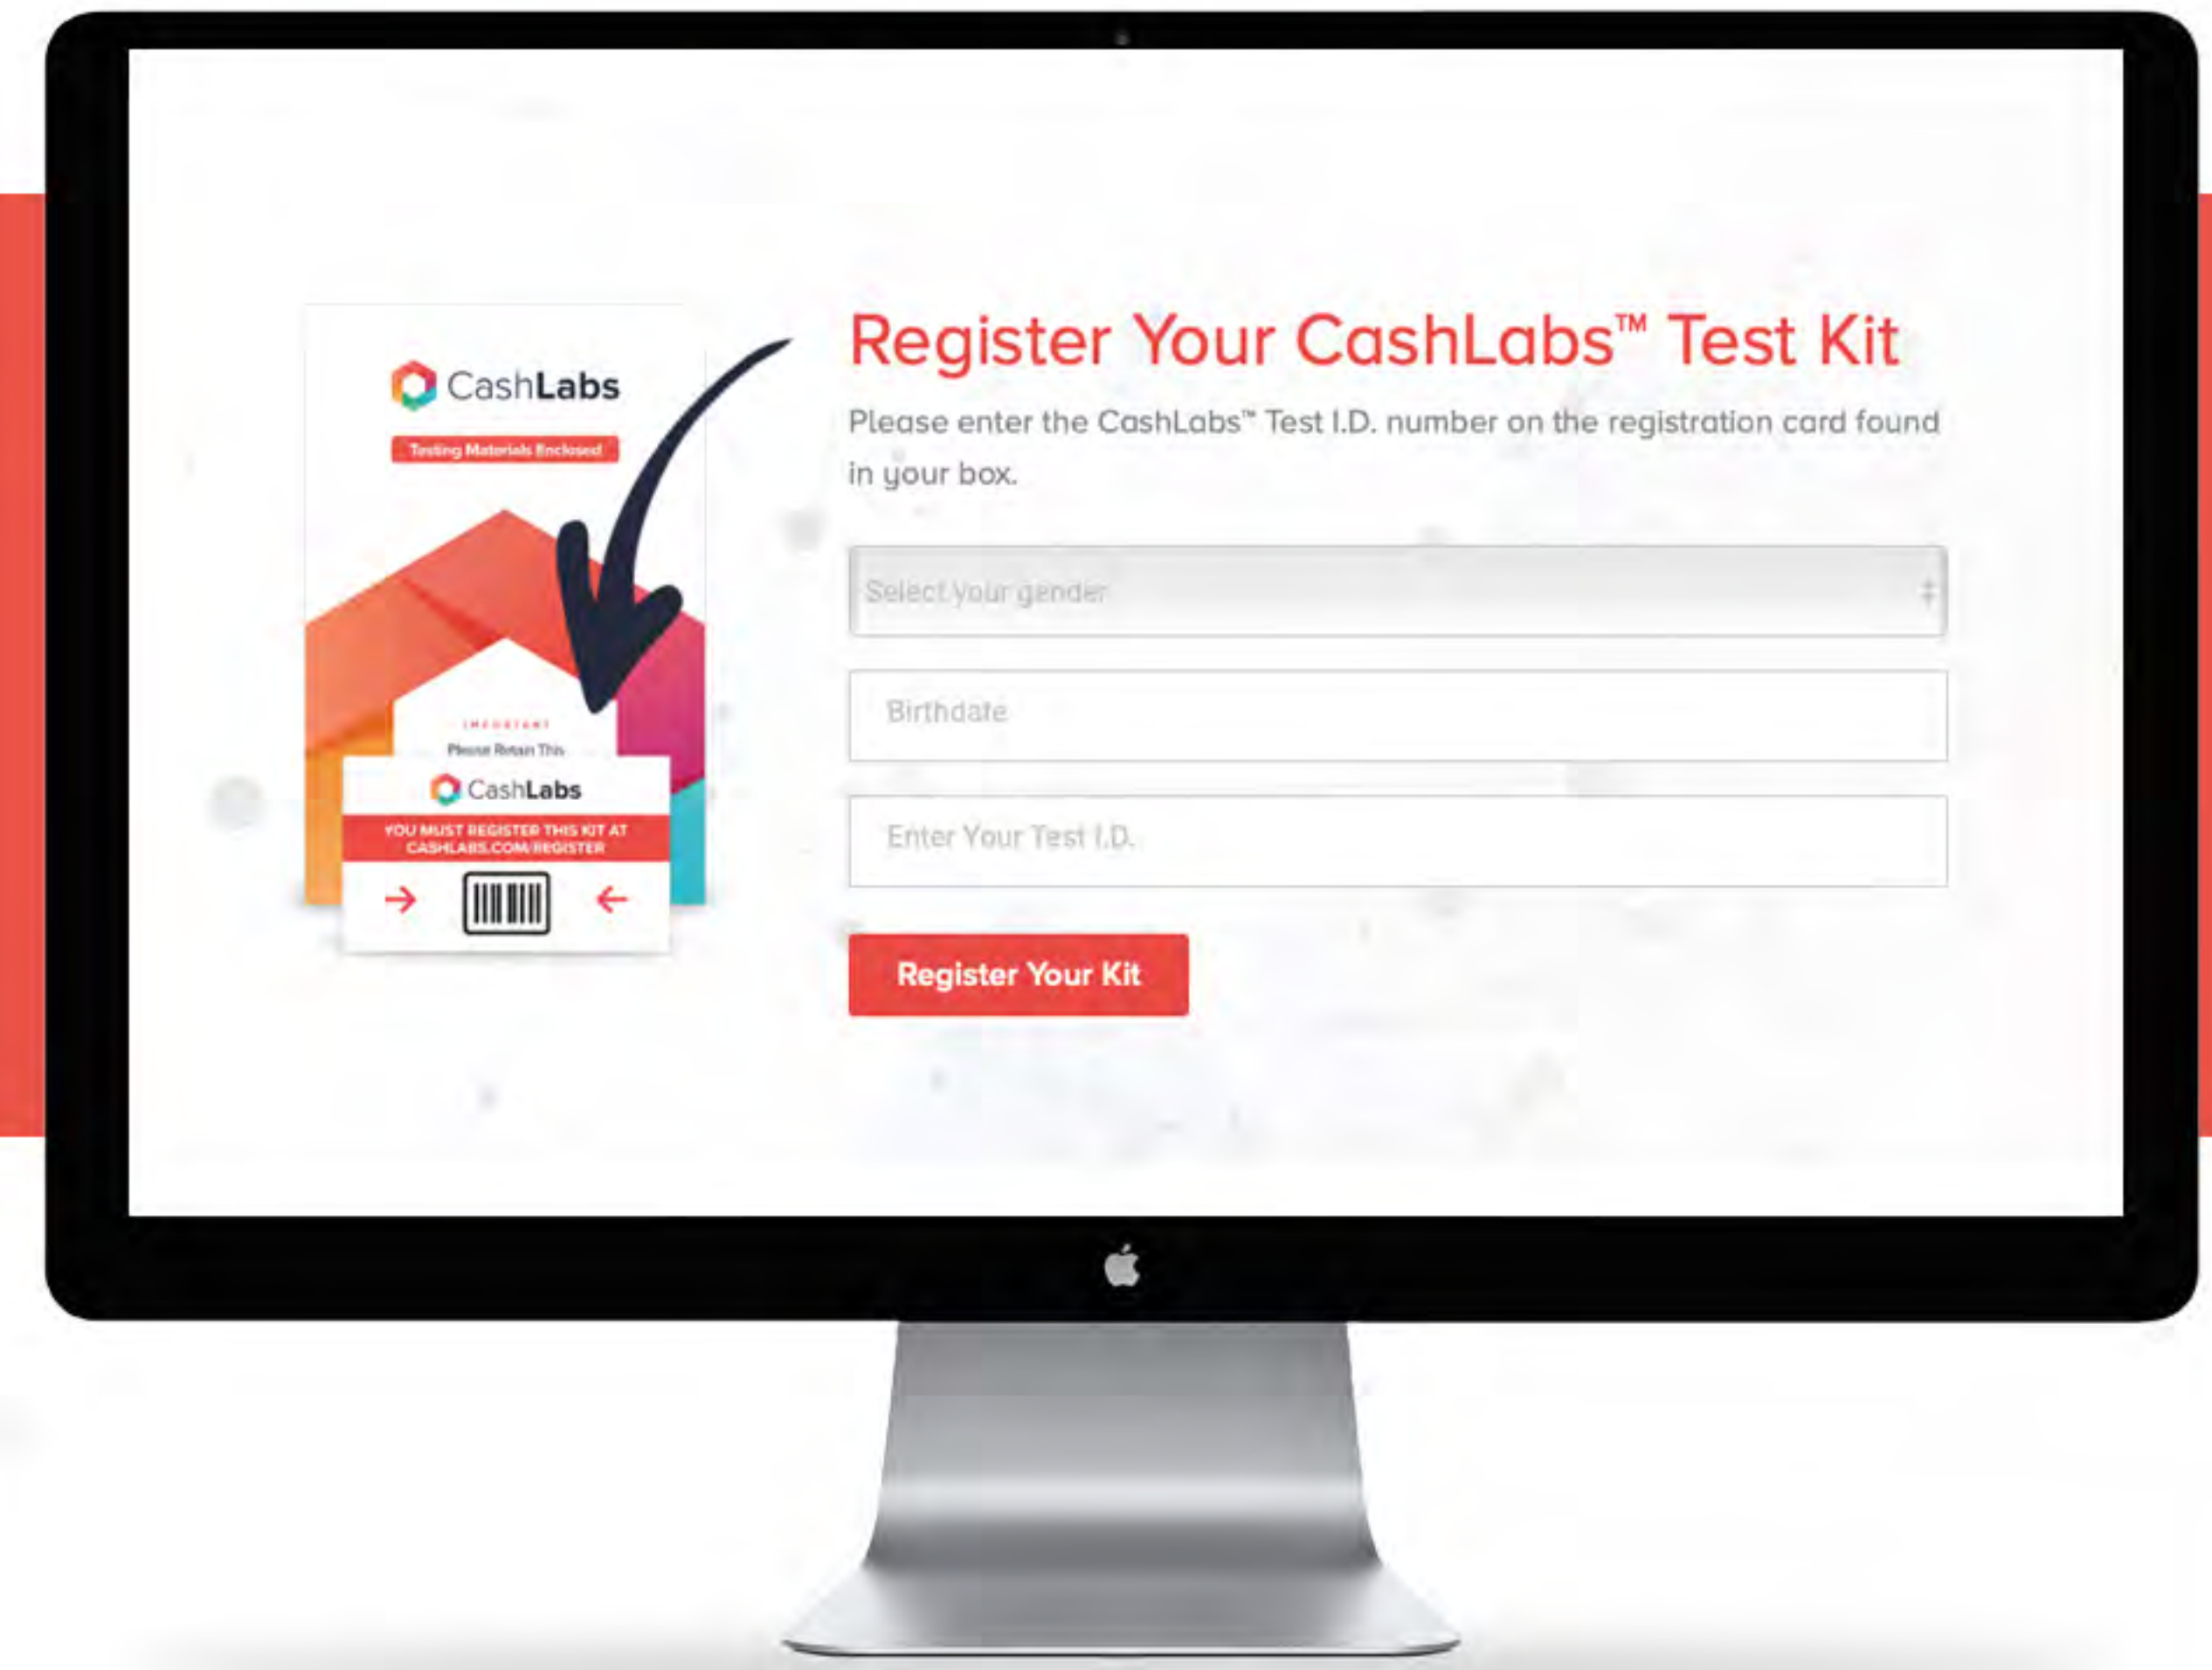 CashLabs
Testing Materials Enclosed
IMPORTANT
Please Retain This
CashLabs
YOU MUST REGISTER THIS KIT AT
CASHLABS.COM/REGISTER
Register Your CashLabs™ Test Kit
Please enter the CashLabs™ Test I.D. number on the registration card found
in your box.
Select your gender
Birthdate
Enter Your Test I.D.
Register Your Kit